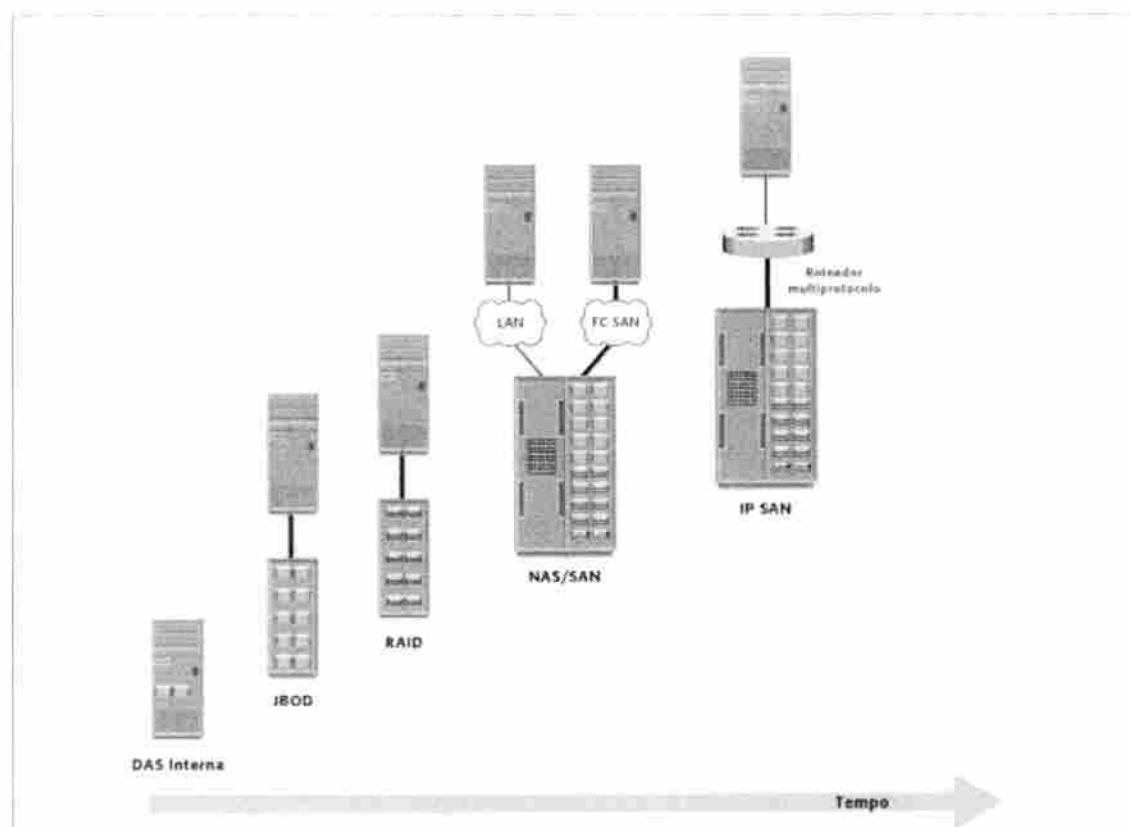 Roteador
multiprotocolo
LAN
FC SAN
IP SAN
NAS/SAN
RAID
JBOD
DAS Interna
Tempo